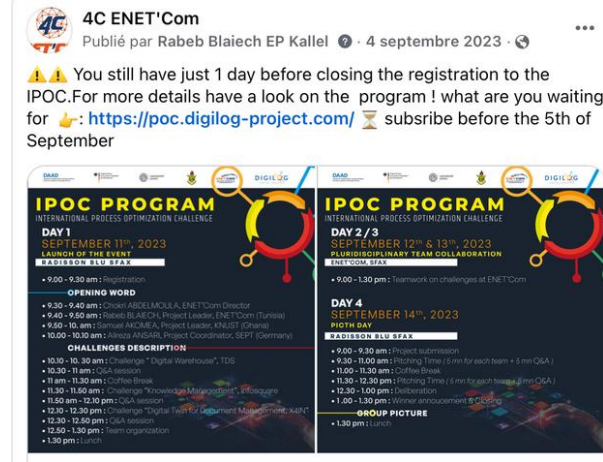 4C
4C ENET'Com
Publié par Rabeb Blaiech EP Kallel · 4 septembre 2023 ·
You still have just 1 day before closing the registration to the
IPOC.For more details have a look on the program ! what are you waiting
for : https://poc.digilog-project.com/ subsribe before the 5th of
September
DAAD
DIGILOG
IPOC PROGRAM
INTERNATIONAL PROCESS OPTIMIZATION CHALLENGE
DAY 1
SEPTEMBER 11th, 2023
LAUNCH OF THE EVENT
RADISSON BLU SFAX
• 9.00 - 9.30 am : Registration
OPENING WORD
• 9.30 - 9.40 am : Chokri ABDELMOULA, ENET'Com Director
• 9.40 - 9.50 am : Rabeb BLAIECH, Project Leader, ENET'Com (Tunisia)
• 9.50 - 10. am : Samuel AKOMEA, Project Leader, KNUST (Ghana)
• 10.00 - 10.10 am : Alireza ANSARI, Project Coordinator, SEPT (Germany)
CHALLENGES DESCRIPTION
• 10.10 - 10. 30 am : Challenge " Digital Warehouse", TDS
• 10.30 - 11 am : Q&A session
• 11 am - 11.30 am : Coffee Break
• 11.30 - 11.50 am : Challenge "Knowledge Management", Infosquare
• 11.50 am - 12.10 pm : Q&A session
• 12.10 - 12.30 pm : Challenge "Digital Twin for Document Management,
• 12.30 - 12.50 pm : Q&A session
• 12.50 - 1.30 pm : Team organization
• 1.30 pm : Lunch
DAAD
DIGILOG
IPOC PROGRAM
INTERNATIONAL PROCESS OPTIMIZATION CHALLENGE
DAY 2 / 3
SEPTEMBER 12th & 13th, 2023
PLURIDISCIPLINARY TEAM COLLABORATION
ENET'COM, SFAX
• 9.00 - 1.30 pm : Teamwork on challenges at ENET'Com
DAY 4
SEPTEMBER 14th, 2023
PICTH DAY
RADISSON BLU SFAX
• 9.00 - 9.30 am : Project submission
• 9.30 - 11.00 am : Pitching Time ( 5 mn for each team + 5 mn Q&A )
• 11.00 - 11.30 am : Coffee Break
• 11.30 - 12.30 pm : Pitching Time ( 5 mn for each team + 5 mn Q&A )
• 12.30 - 1.00 pm : Deliberation
• 1.00 - 1.30 pm : Winner annoucement & Closing
GROUP PICTURE
• 1.30 pm : Lunch